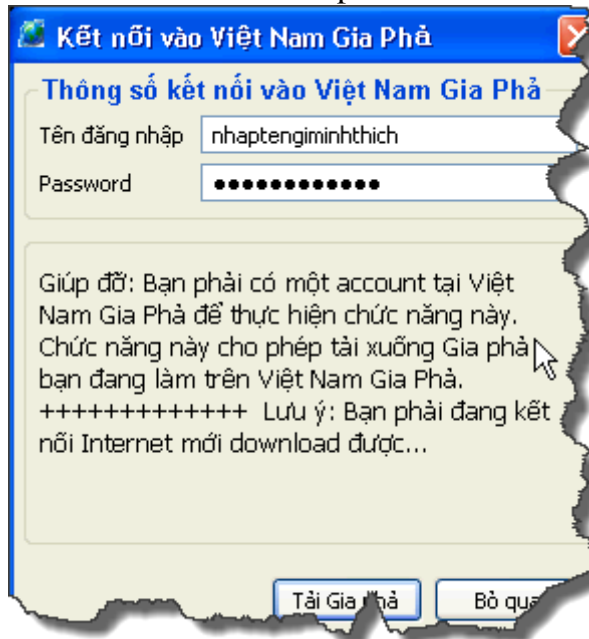 Kết nối vào Việt Nam Gia Phả
Thông số kết nối vào Việt Nam Gia Phả
Tên đăng nhập nhaptengiminhthich
Password ●●●●●●●●●●●●
Giúp đỡ: Bạn phải có một account tại Việt
Nam Gia Phả để thực hiện chức năng này.
Chức năng này cho phép tải xuống Gia phả
bạn đang làm trên Việt Nam Gia Phả.
+++++++++++++ Lưu ý: Bạn phải đang kết
nối Internet mới download được...
Tải Gia phả Bỏ qua